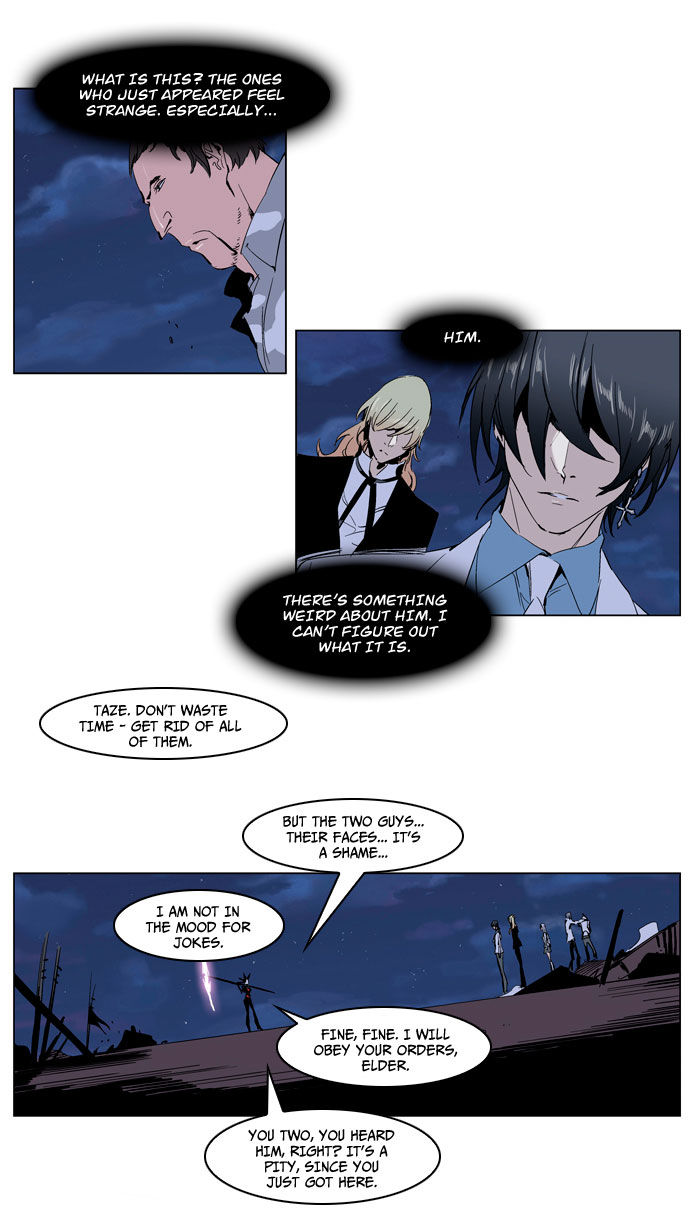 WHAT IS THIS? THE ONES
WHO JUST APPEARED FEEL
STRANGE. ESPECIALLY...
HIM.
THERE'S SOMETHING
WEIRD ABOUT HIM. I
CAN'T FIGURE OUT
WHAT IT IS.
TAZE. DON'T WASTE
TIME - GET RID OF ALL
OF THEM.
BUT THE TWO GUYS...
THEIR FACES... IT'S
A SHAME...
I AM NOT IN
THE MOOD FOR
JOKES.
FINE, FINE. I WILL
OBEY YOUR ORDERS,
ELDER.
YOU TWO, YOU HEARD
HIM, RIGHT? IT'S A
PITY, SINCE YOU
JUST GOT HERE.